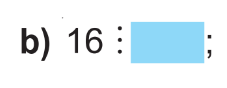 b) 16 ⋮ ;